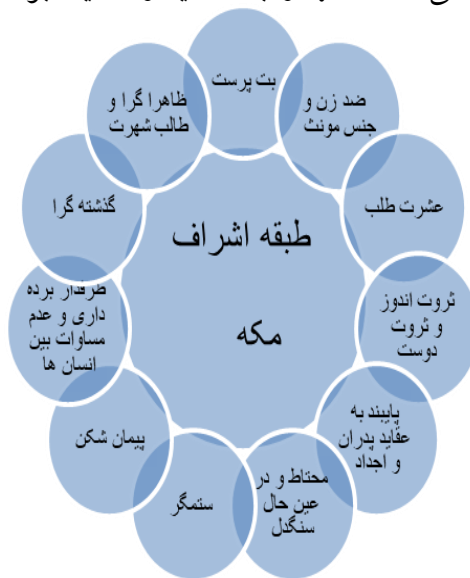 طبقه اشراف
مکه
بت پرست
ضد زن و
جنس مونث
عشرت طلب
ثروت اندوز
و ثروت
دوست
پایبند به
عقاید پدران
و اجداد
محتاط و در
عین حال
سنگدل
ستمگر
پیمان شکن
طرفدار برده
داری و عدم
مساوات بین
انسان ها
گذشته گرا
ظاهرا گرا و
طالب شهرت